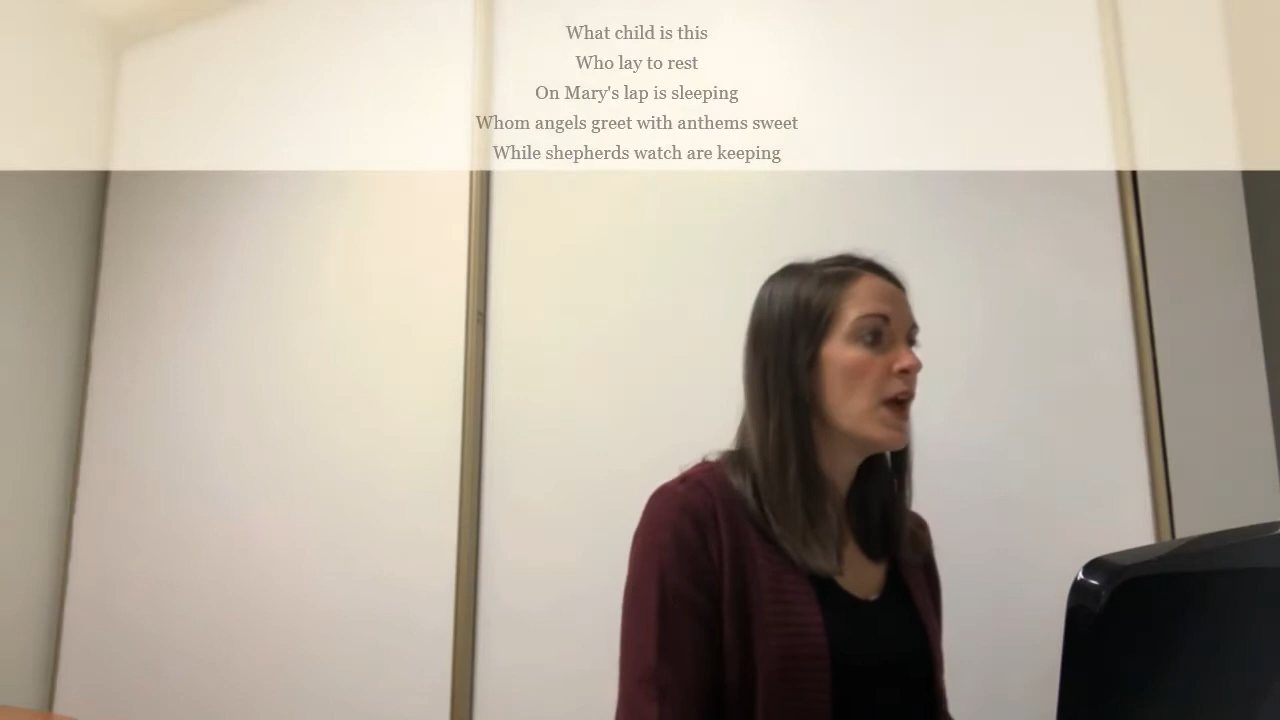 What child is this
Who lay to rest
On Mary's lap is sleeping
Whom angels greet with anthems sweet
While shepherds watch are keeping